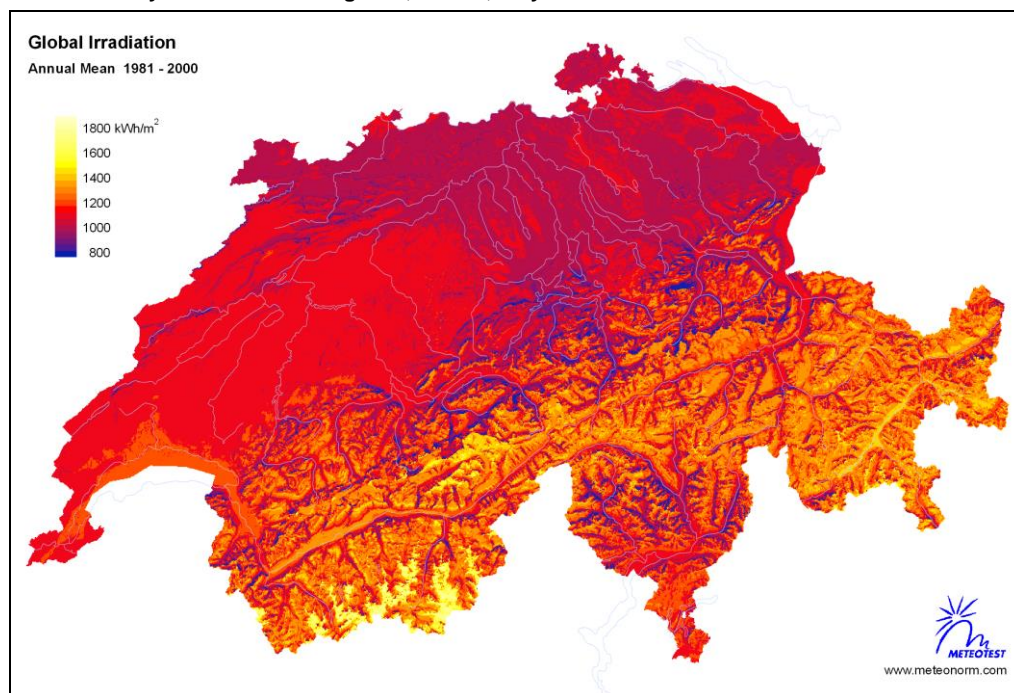 Global Irradiation
Annual Mean 1981 - 2000
1800 kWh/m²
1600
1400
1200
1000
800
METEOTEST
www.meteonorm.com